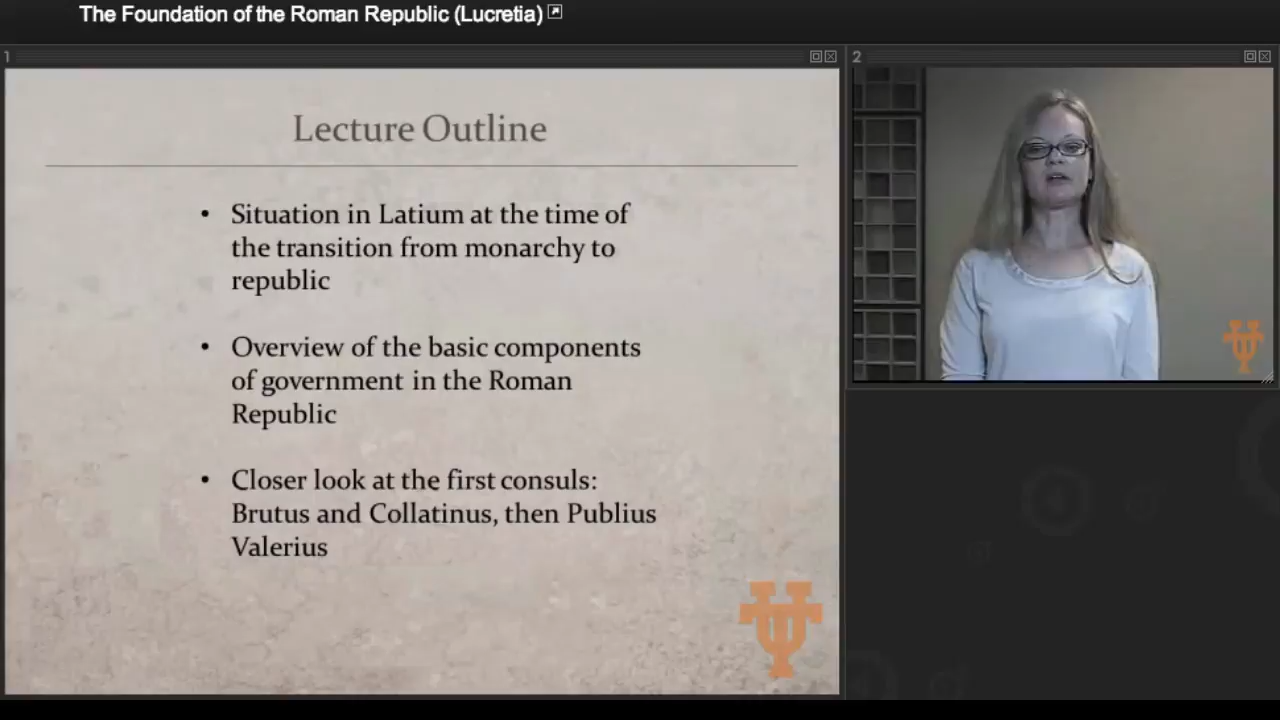 The Foundation of the Roman Republic (Lucretia)
1
2
Lecture Outline
• Situation in Latium at the time of
the transition from monarchy to
republic
• Overview of the basic components
of government in the Roman
Republic
• Closer look at the first consuls:
Brutus and Collatinus, then Publius
Valerius
UT
UT